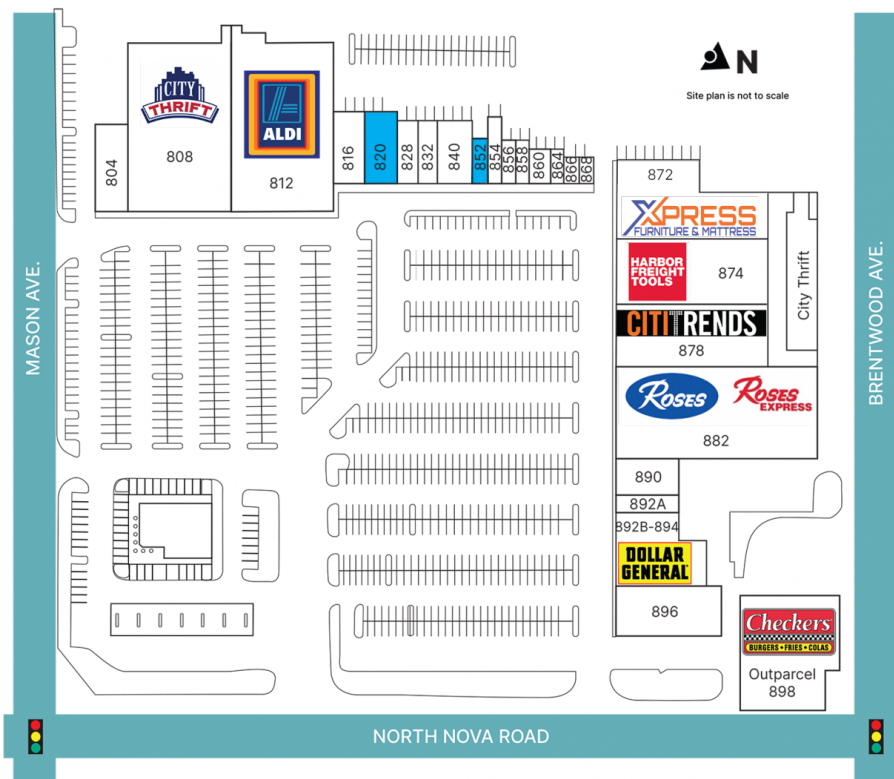 N
Site plan is not to scale
CITY
THRIFT
ALDI
804
808
812
816
820
828
832
840
852
854
856
858
860
864
866
868
872
XPRESS
FURNITURE & MATTRESS
HARBOR
FREIGHT
TOOLS
874
City Thrift
CITITRENDS
878
ROSES
ROSES
EXPRESS
882
890
892A
892B-894
DOLLAR
GENERAL
896
Checkers
BURGERS • FRIES • COLAS
Outparcel
898
MASON AVE.
BRENTWOOD AVE.
NORTH NOVA ROAD